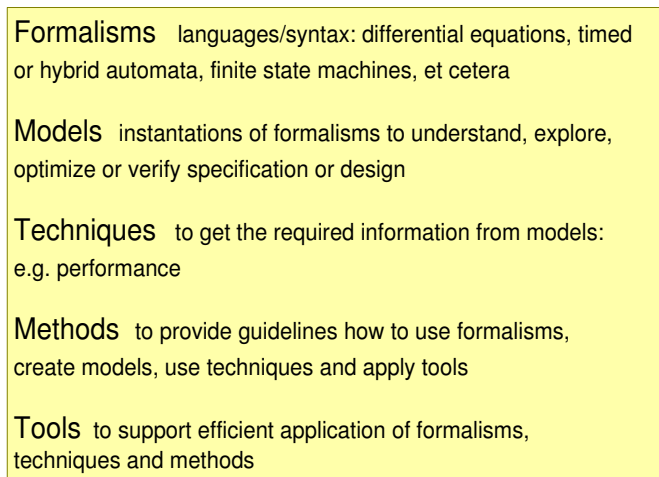 Formalisms languages/syntax: differential equations, timed
or hybrid automata, finite state machines, et cetera
Models instantations of formalisms to understand, explore,
optimize or verify specification or design
Techniques to get the required information from models:
e.g. performance
Methods to provide guidelines how to use formalisms,
create models, use techniques and apply tools
Tools to support efficient application of formalisms,
techniques and methods